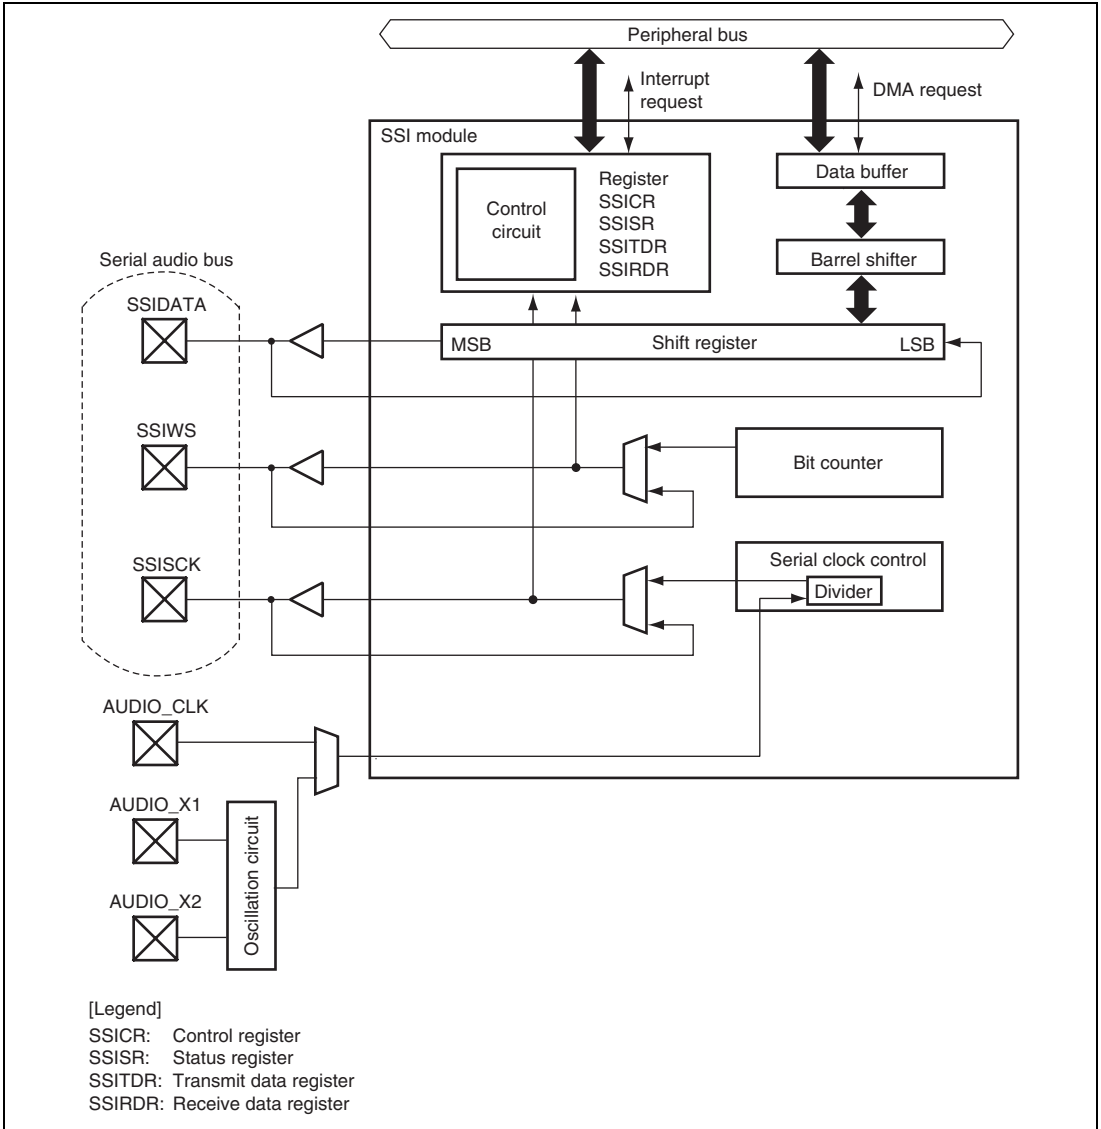 Peripheral bus
Interrupt
request
DMA request
SSI module
Control
circuit
Register
SSICR
SSISR
SSITDR
SSIRDR
Data buffer
Barrel shifter
Serial audio bus
SSIDATA
MSB
Shift register
LSB
SSIWS
Bit counter
SSISCK
Serial clock control
Divider
AUDIO_CLK
AUDIO_X1
AUDIO_X2
Oscillation circuit
[Legend]
SSICR: Control register
SSISR: Status register
SSITDR: Transmit data register
SSIRDR: Receive data register